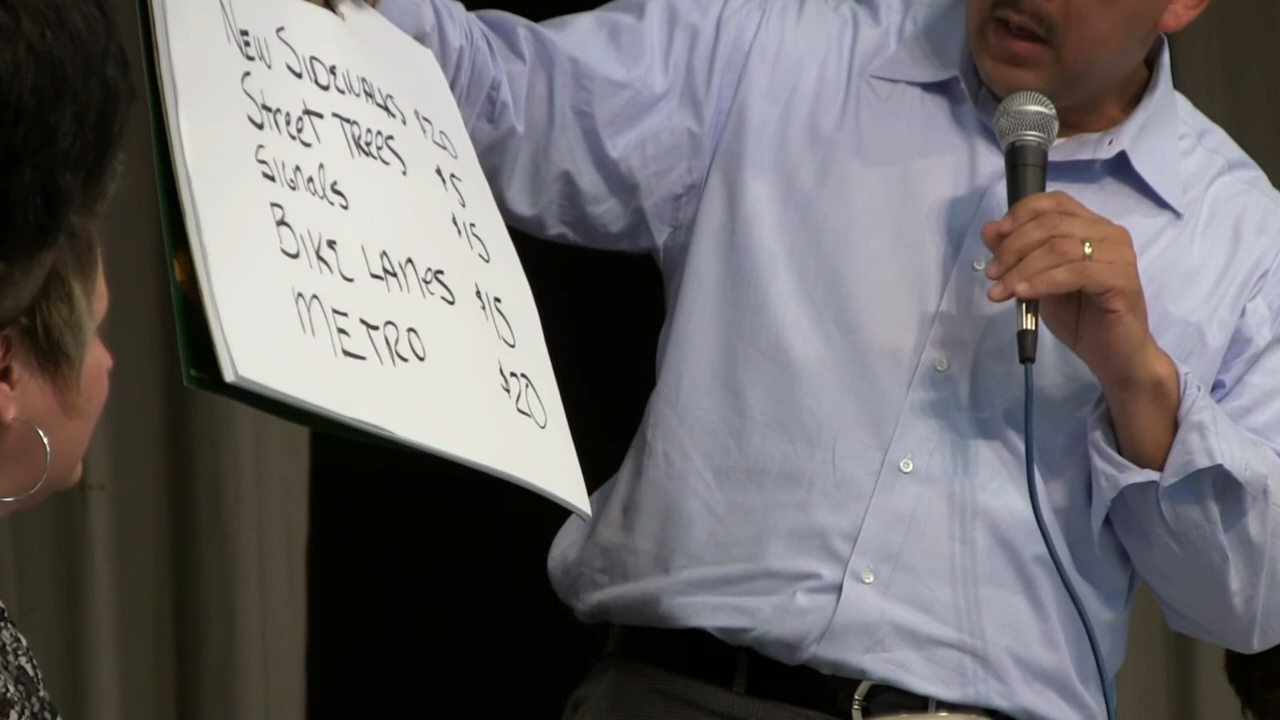 New Sidewalks $20
Street Trees $5
Signals $15
Bike Lanes $15
Metro $20